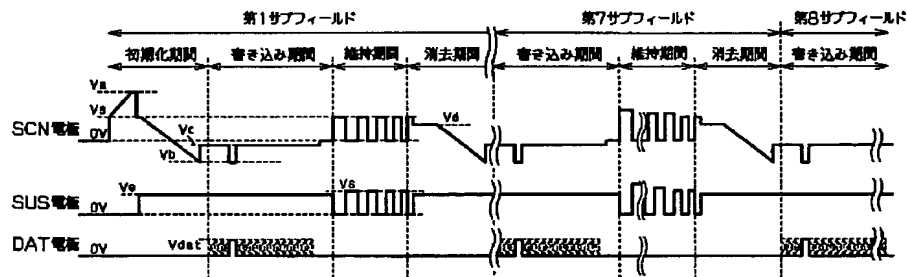 第1サブフィールド 第7サブフィールド 第8サブフィールド
初期化期間 書き込み期間 維持期間 消去期間 書き込み期間 維持期間 消去期間 書き込み期間
Va
Vs
SCN電極 0V
Vc
Vb
Vd
Ve
Vs
SUS電極
0V
Vdat
DAT電極 0V